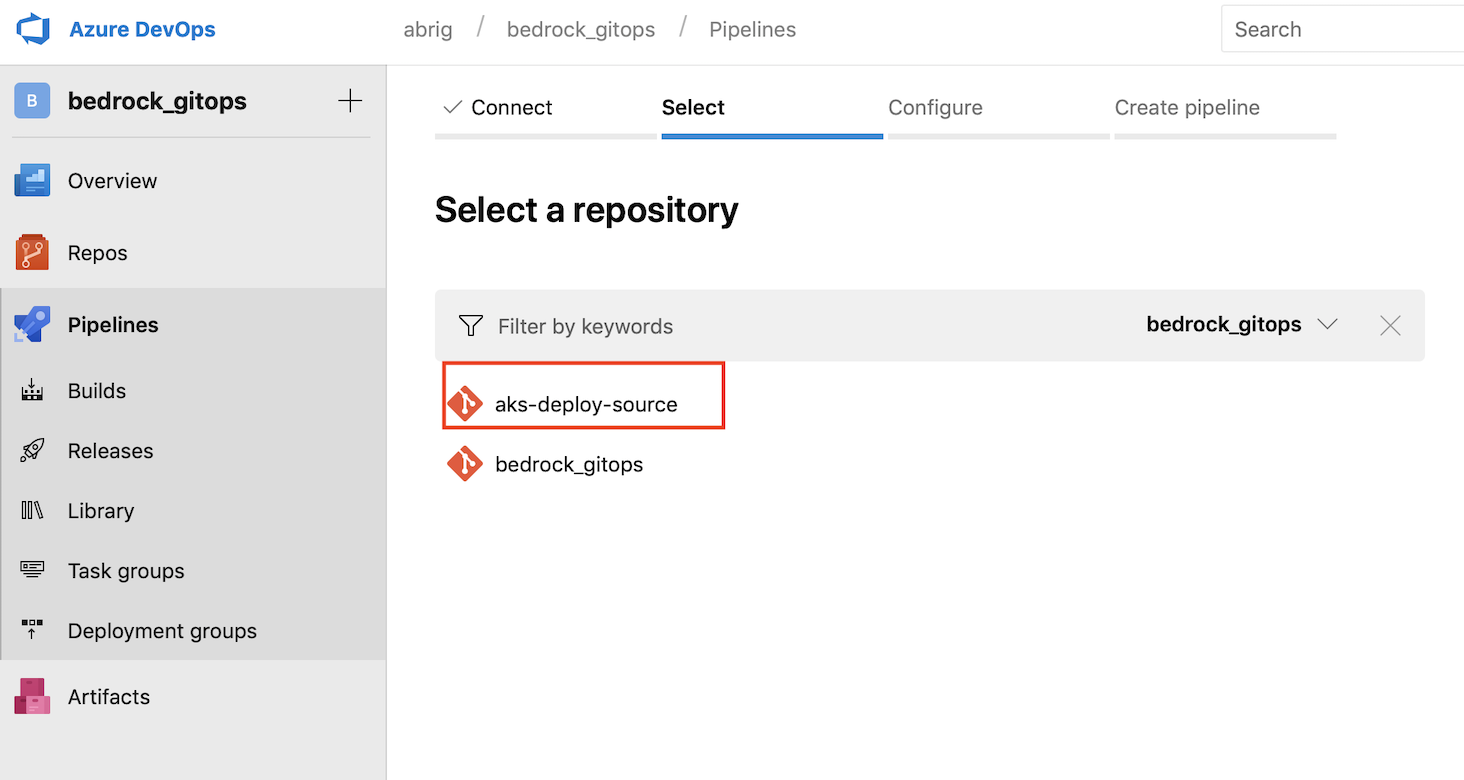 Azure DevOps
abrig / bedrock_gitops / Pipelines
Search
B bedrock_gitops
Overview
Repos
Pipelines
Builds
Releases
Library
Task groups
Deployment groups
Artifacts
Connect Select Configure Create pipeline
Select a repository
Filter by keywords bedrock_gitops
aks-deploy-source
bedrock_gitops